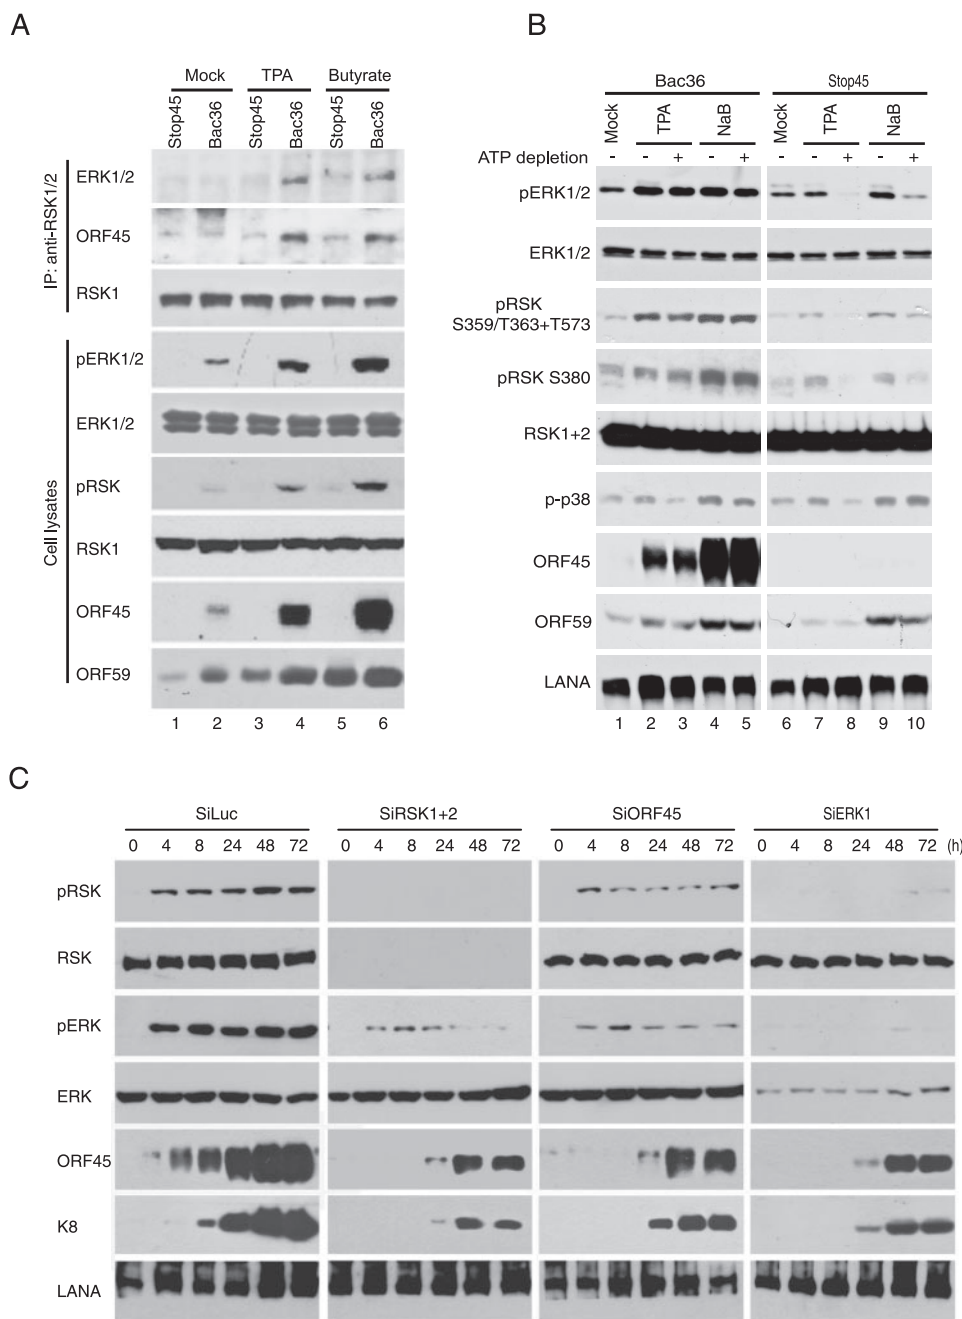 A
Mock TPA Butyrate
Stop45 Bac36 Stop45 Bac36 Stop45 Bac36
IP: anti-RSK1/2
ERK1/2
ORF45
RSK1
Cell lysates
pERK1/2
ERK1/2
pRSK
RSK1
ORF45
ORF59
1 2 3 4 5 6
B
Bac36 Stop45
Mock TPA NaB Mock TPA NaB
ATP depletion - - + - + - - + - +
pERK1/2
ERK1/2
pRSK
S359/T363+T573
pRSK S380
RSK1+2
p-p38
ORF45
ORF59
LANA
1 2 3 4 5 6 7 8 9 10
C
SiLuc SiRSK1+2 SiORF45 SiERK1
0 4 8 24 48 72 0 4 8 24 48 72 0 4 8 24 48 72 0 4 8 24 48 72 (h)
pRSK
RSK
pERK
ERK
ORF45
K8
LANA